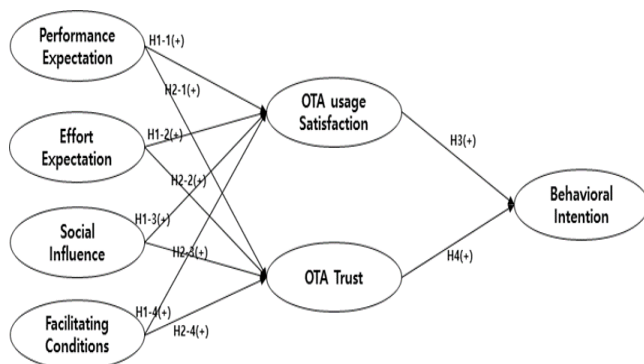 Performance
Expectation
H1-1(+)
H2-1(+)
OTA usage
Satisfaction
Effort
Expectation
H1-2(+)
H2-2(+)
H3(+)
Behavioral
Intention
Social
Influence
H1-3(+)
H2-3(+)
OTA Trust
H4(+)
Facilitating
Conditions
H1-4(+)
H2-4(+)